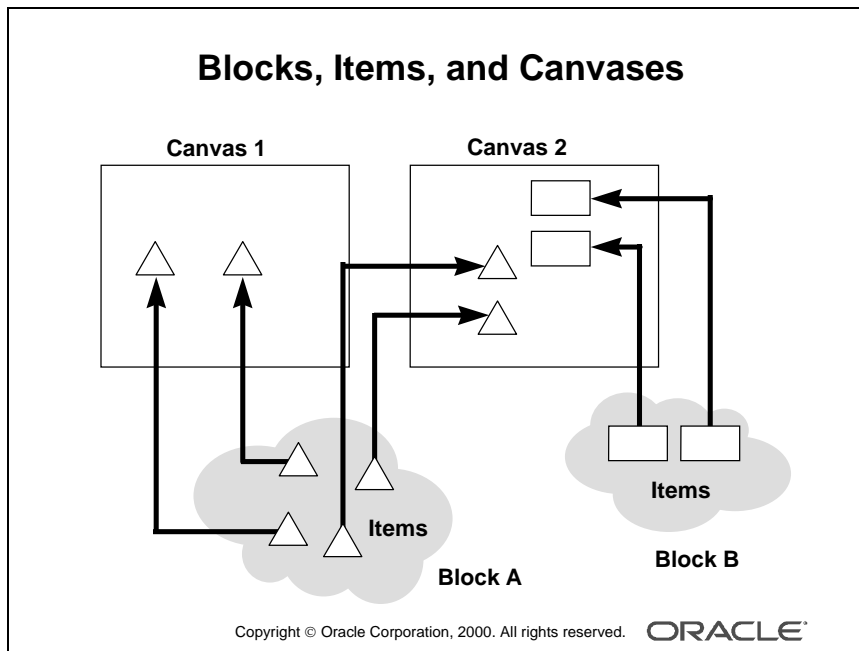 Blocks, Items, and Canvases
Canvas 1
Canvas 2
Items
Block A
Items
Block B
Copyright © Oracle Corporation, 2000. All rights reserved.
ORACLE®